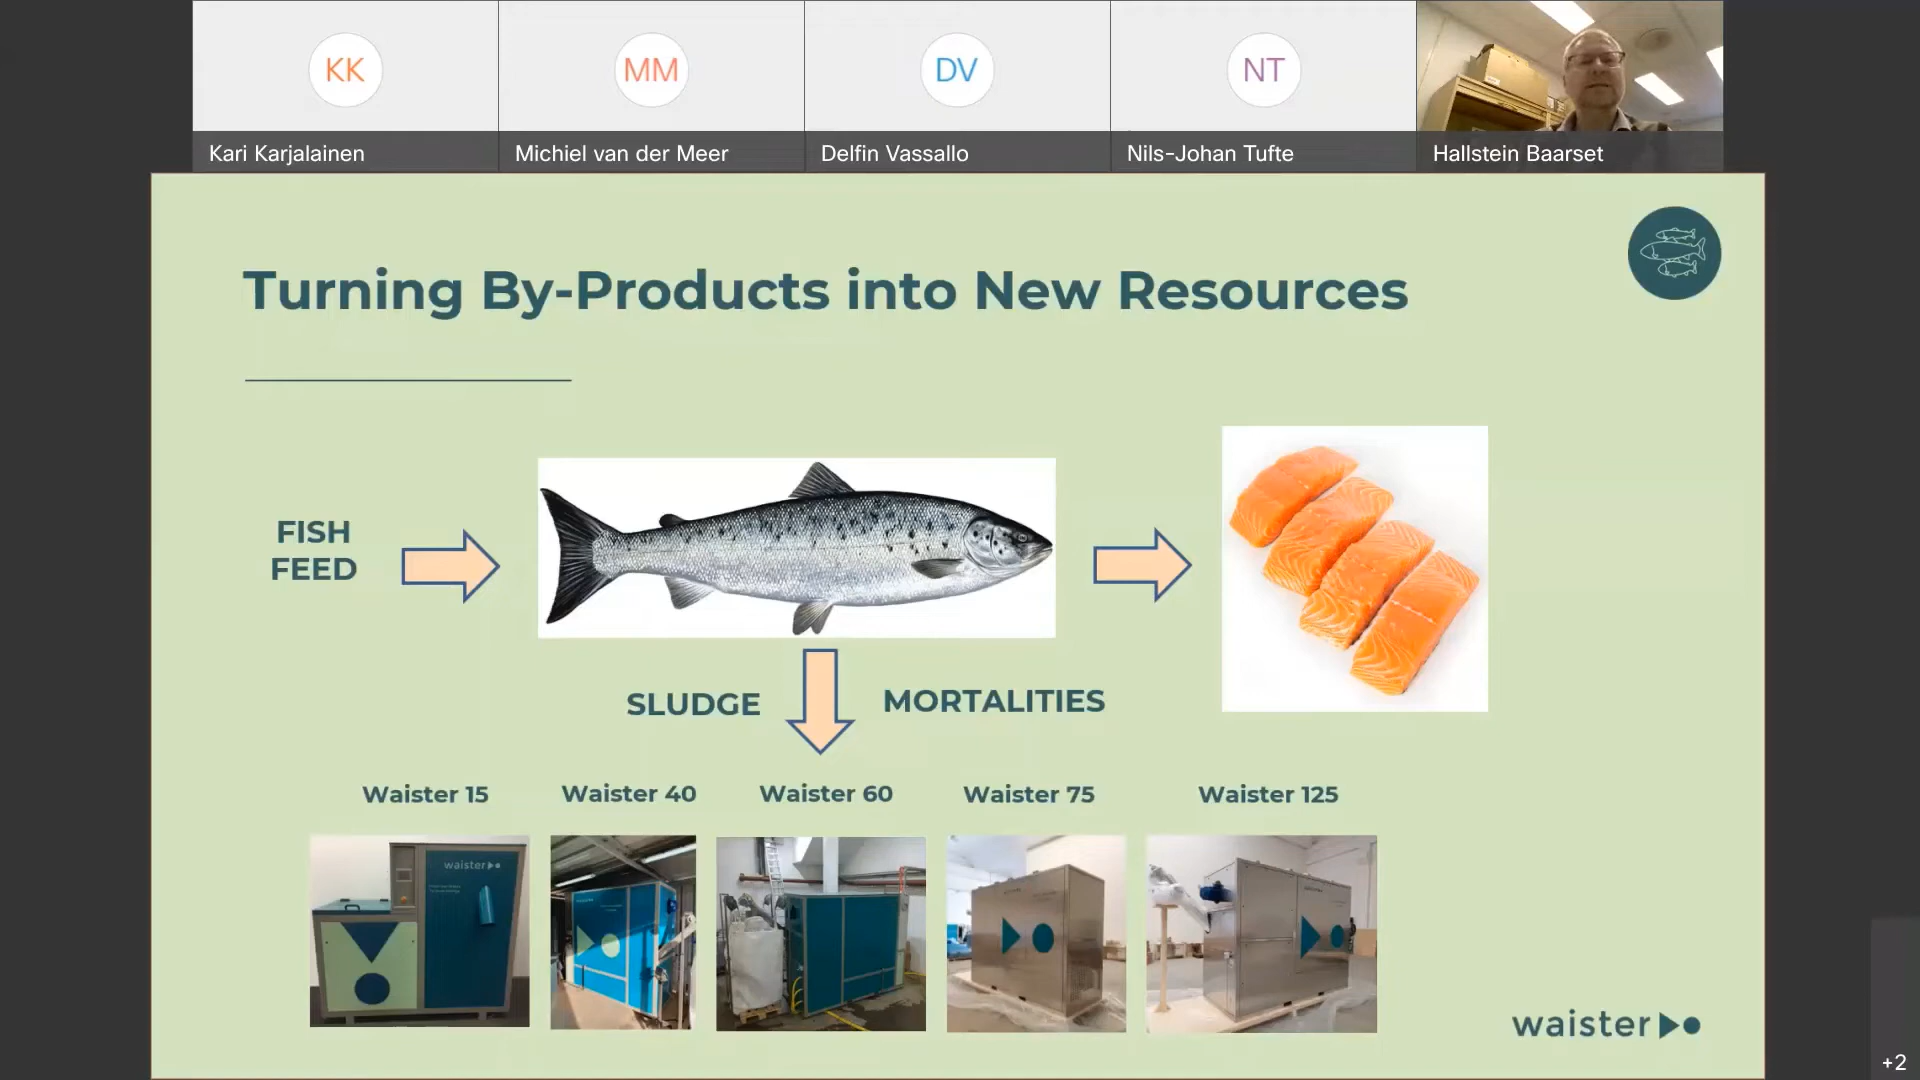 KK
MM
DV
NT
Kari Karjalainen
Michiel van der Meer
Delfin Vassallo
Nils-Johan Tufte
Hallstein Baarset
Turning By-Products into New Resources
FISH
FEED
SLUDGE
MORTALITIES
Waister 15
Waister 40
Waister 60
Waister 75
Waister 125
waister
waister
+2